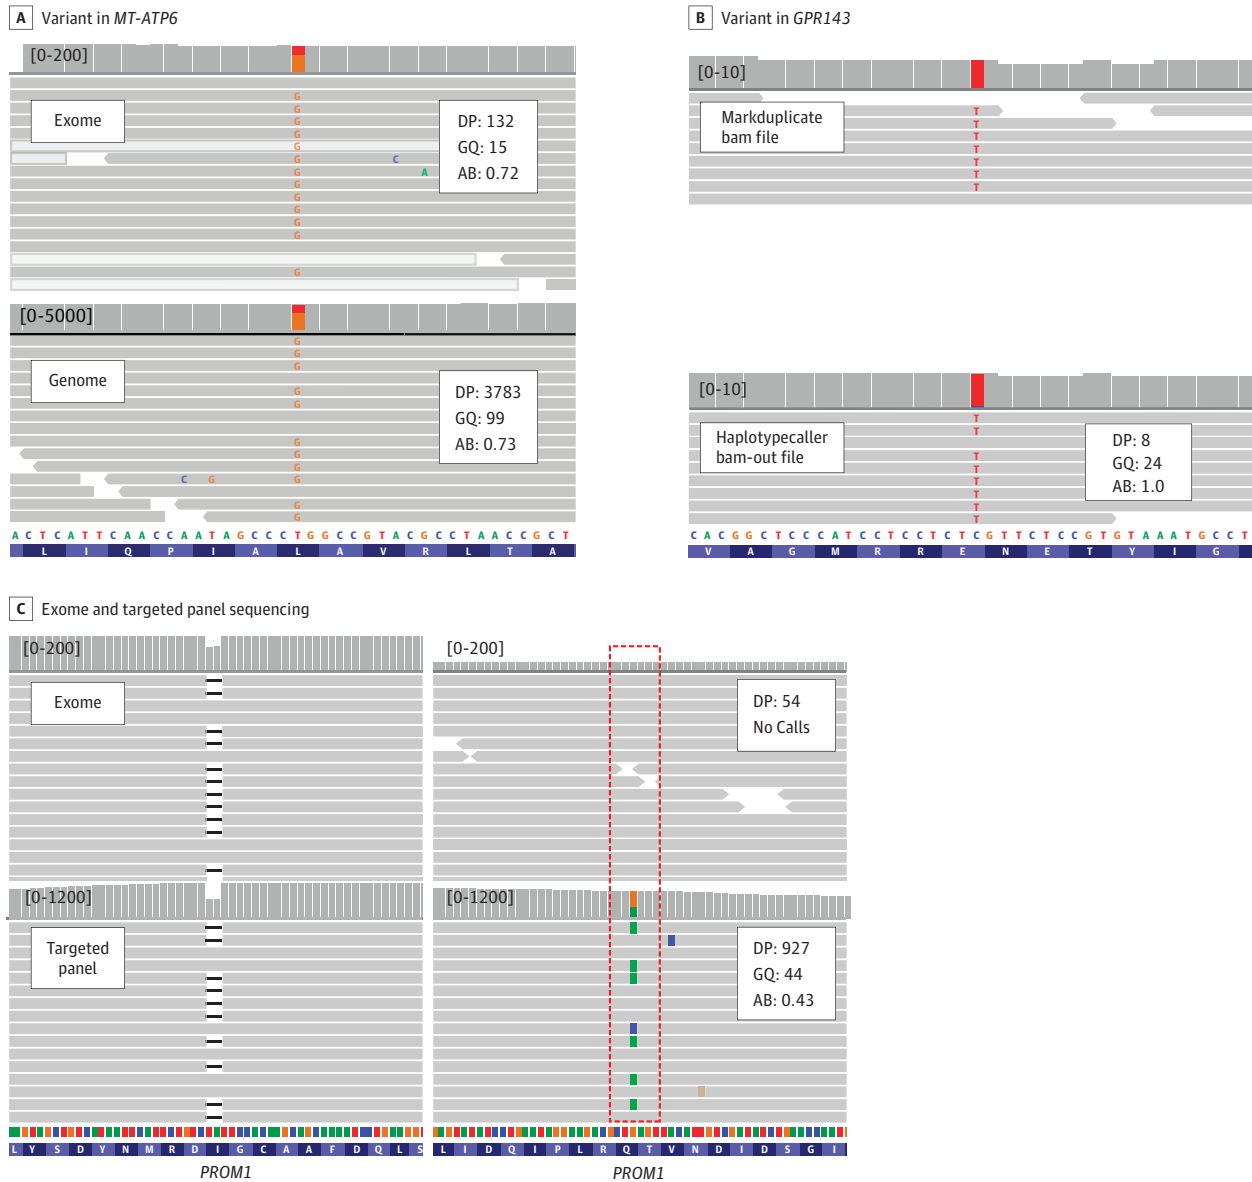 A Variant in MT-ATP6
[0-200]
G
G
G
G
G
G C
G A
G
G
G
G
G
G
Exome
DP: 132
GQ: 15
AB: 0.72
[0-5000]
G
G
G
G
G
G
G
C G G
G
G
Genome
DP: 3783
GQ: 99
AB: 0.73
A C T C A T T C A A C C A A T A G C C C T G G C C G T A C G C C T A A C C G C T
L I Q P I A L A V R L T A
B Variant in GPR143
[0-10]
T
T
T
T
T
T
T
Markduplicate
bam file
[0-10]
T
T
T
T
T
T
T
T
Haplotypecaller
bam-out file
DP: 8
GQ: 24
AB: 1.0
C A C G G C T C C C A T C C T C C T C T C G T T C T C C G T G T A A A T G C C T
V A G M R R E N E T Y I G
C Exome and targeted panel sequencing
[0-200]
Exome
[0-200]
DP: 54
No Calls
[0-1200]
Targeted
panel
[0-1200]
DP: 927
GQ: 44
AB: 0.43
L Y S D Y N M R D I G C A A F D Q L S
PROM1
L I D Q I P L R Q T V N D I D S G I
PROM1